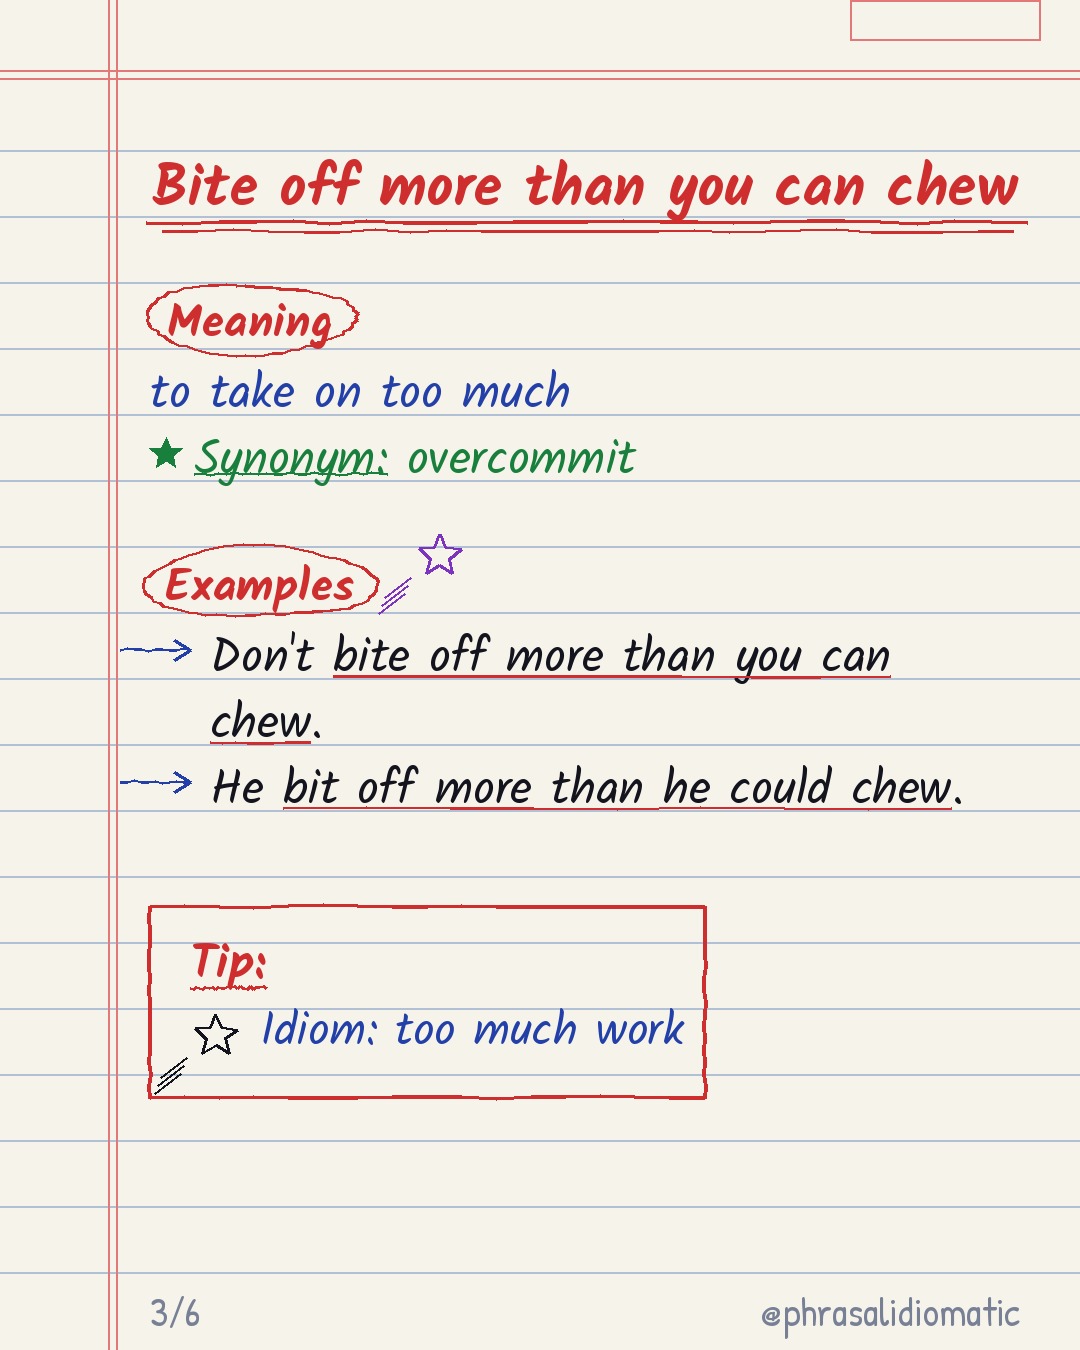 Bite off more than you can chew
Meaning
to take on too much
Synonym: overcommit
Examples
Don't bite off more than you can
chew.
He bit off more than he could chew.
Tip:
Idiom: too much work
3/6
@phrasalidiomatic